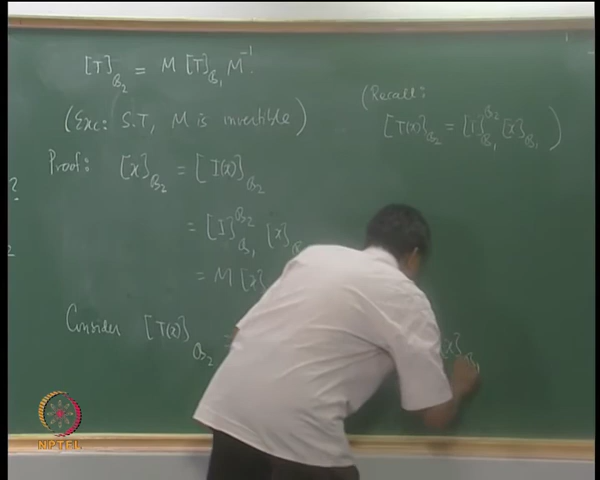 [T]_{B_2} = M [T]_{B_1} M^{-1}.
(Exc: S.T, M is invertible)
(Recall:
[T(x)]_{B_2} = [T]_{B_1}^{B_2} [x]_{B_1})
Proof: [x]_{B_2} = [I(x)]_{B_2}
?
= [I]_{B_1}^{B_2} [x]
= M [x]
2
Consider [T(x)]_{B_2} = [x]_{B_1}
NPTEL